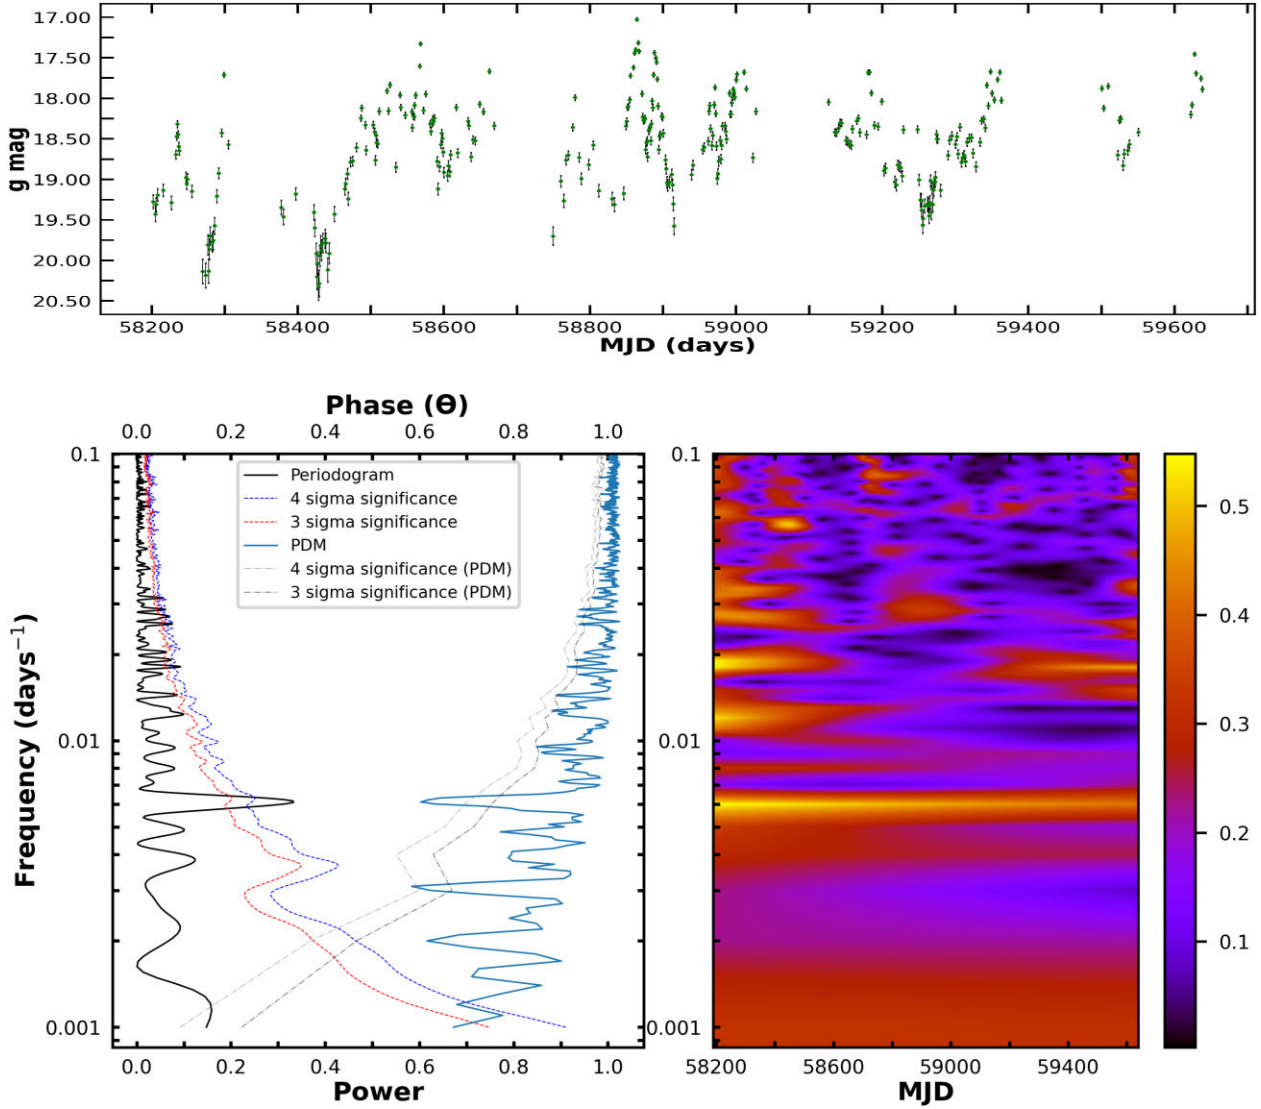 17.00
17.50
18.00
18.50
19.00
19.50
20.00
20.50
g mag
58200 58400 58600 58800 59000 59200 59400 59600
MJD (days)
Phase (Θ)
0.0 0.2 0.4 0.6 0.8 1.0
0.1
0.01
0.001
Frequency (days⁻¹)
Periodogram
4 sigma significance
3 sigma significance
PDM
4 sigma significance (PDM)
3 sigma significance (PDM)
0.0 0.2 0.4 0.6 0.8 1.0
Power
0.1
0.01
0.001
58200 58600 59000 59400
MJD
0.5
0.4
0.3
0.2
0.1